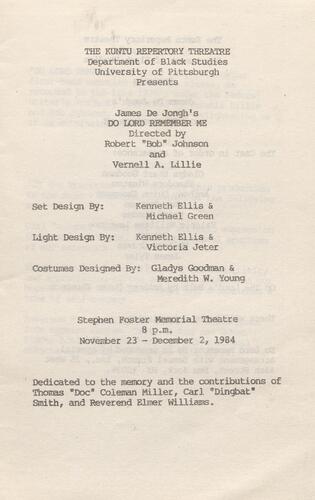 THE KUNTU REPERTORY THREATRE
Department of Black Studies
University of Pittsburgh
Presents
James De Jongh's
DO LORD REMEMBER ME
Directed by
Robert "Bob" Johnson
and
Vernell A. Lillie
Set Design By: Kenneth Ellis &
Michael Green
Light Design By: Kenneth Ellis &
Victoria Jeter
Costumes Designed By: Gladys Goodman &
Meredith W. Young
Stephen Foster Memorial Theatre
8 p.m.
November 23 - December 2, 1984
Dedicated to the memory and the contributions of
Thomas "Doc" Coleman Miller, Carl "Dingbat"
Smith, and Reverend Elmer Williams.